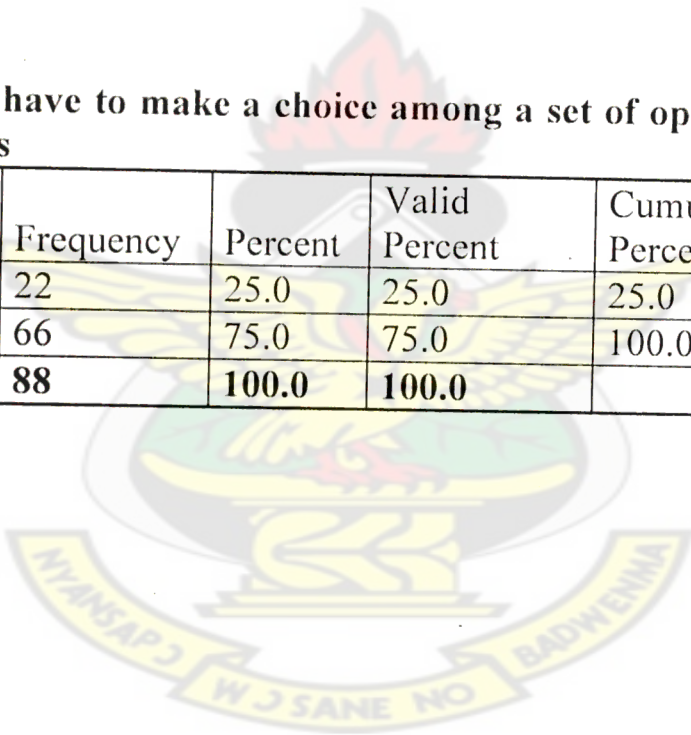 have to make a choice among a set of op
s
Frequency Percent Valid Percent Cumu Perce
22 25.0 25.0 25.0
66 75.0 75.0 100.0
88 100.0 100.0
NYANSAPƆ WƆSANE NO BADWENMA